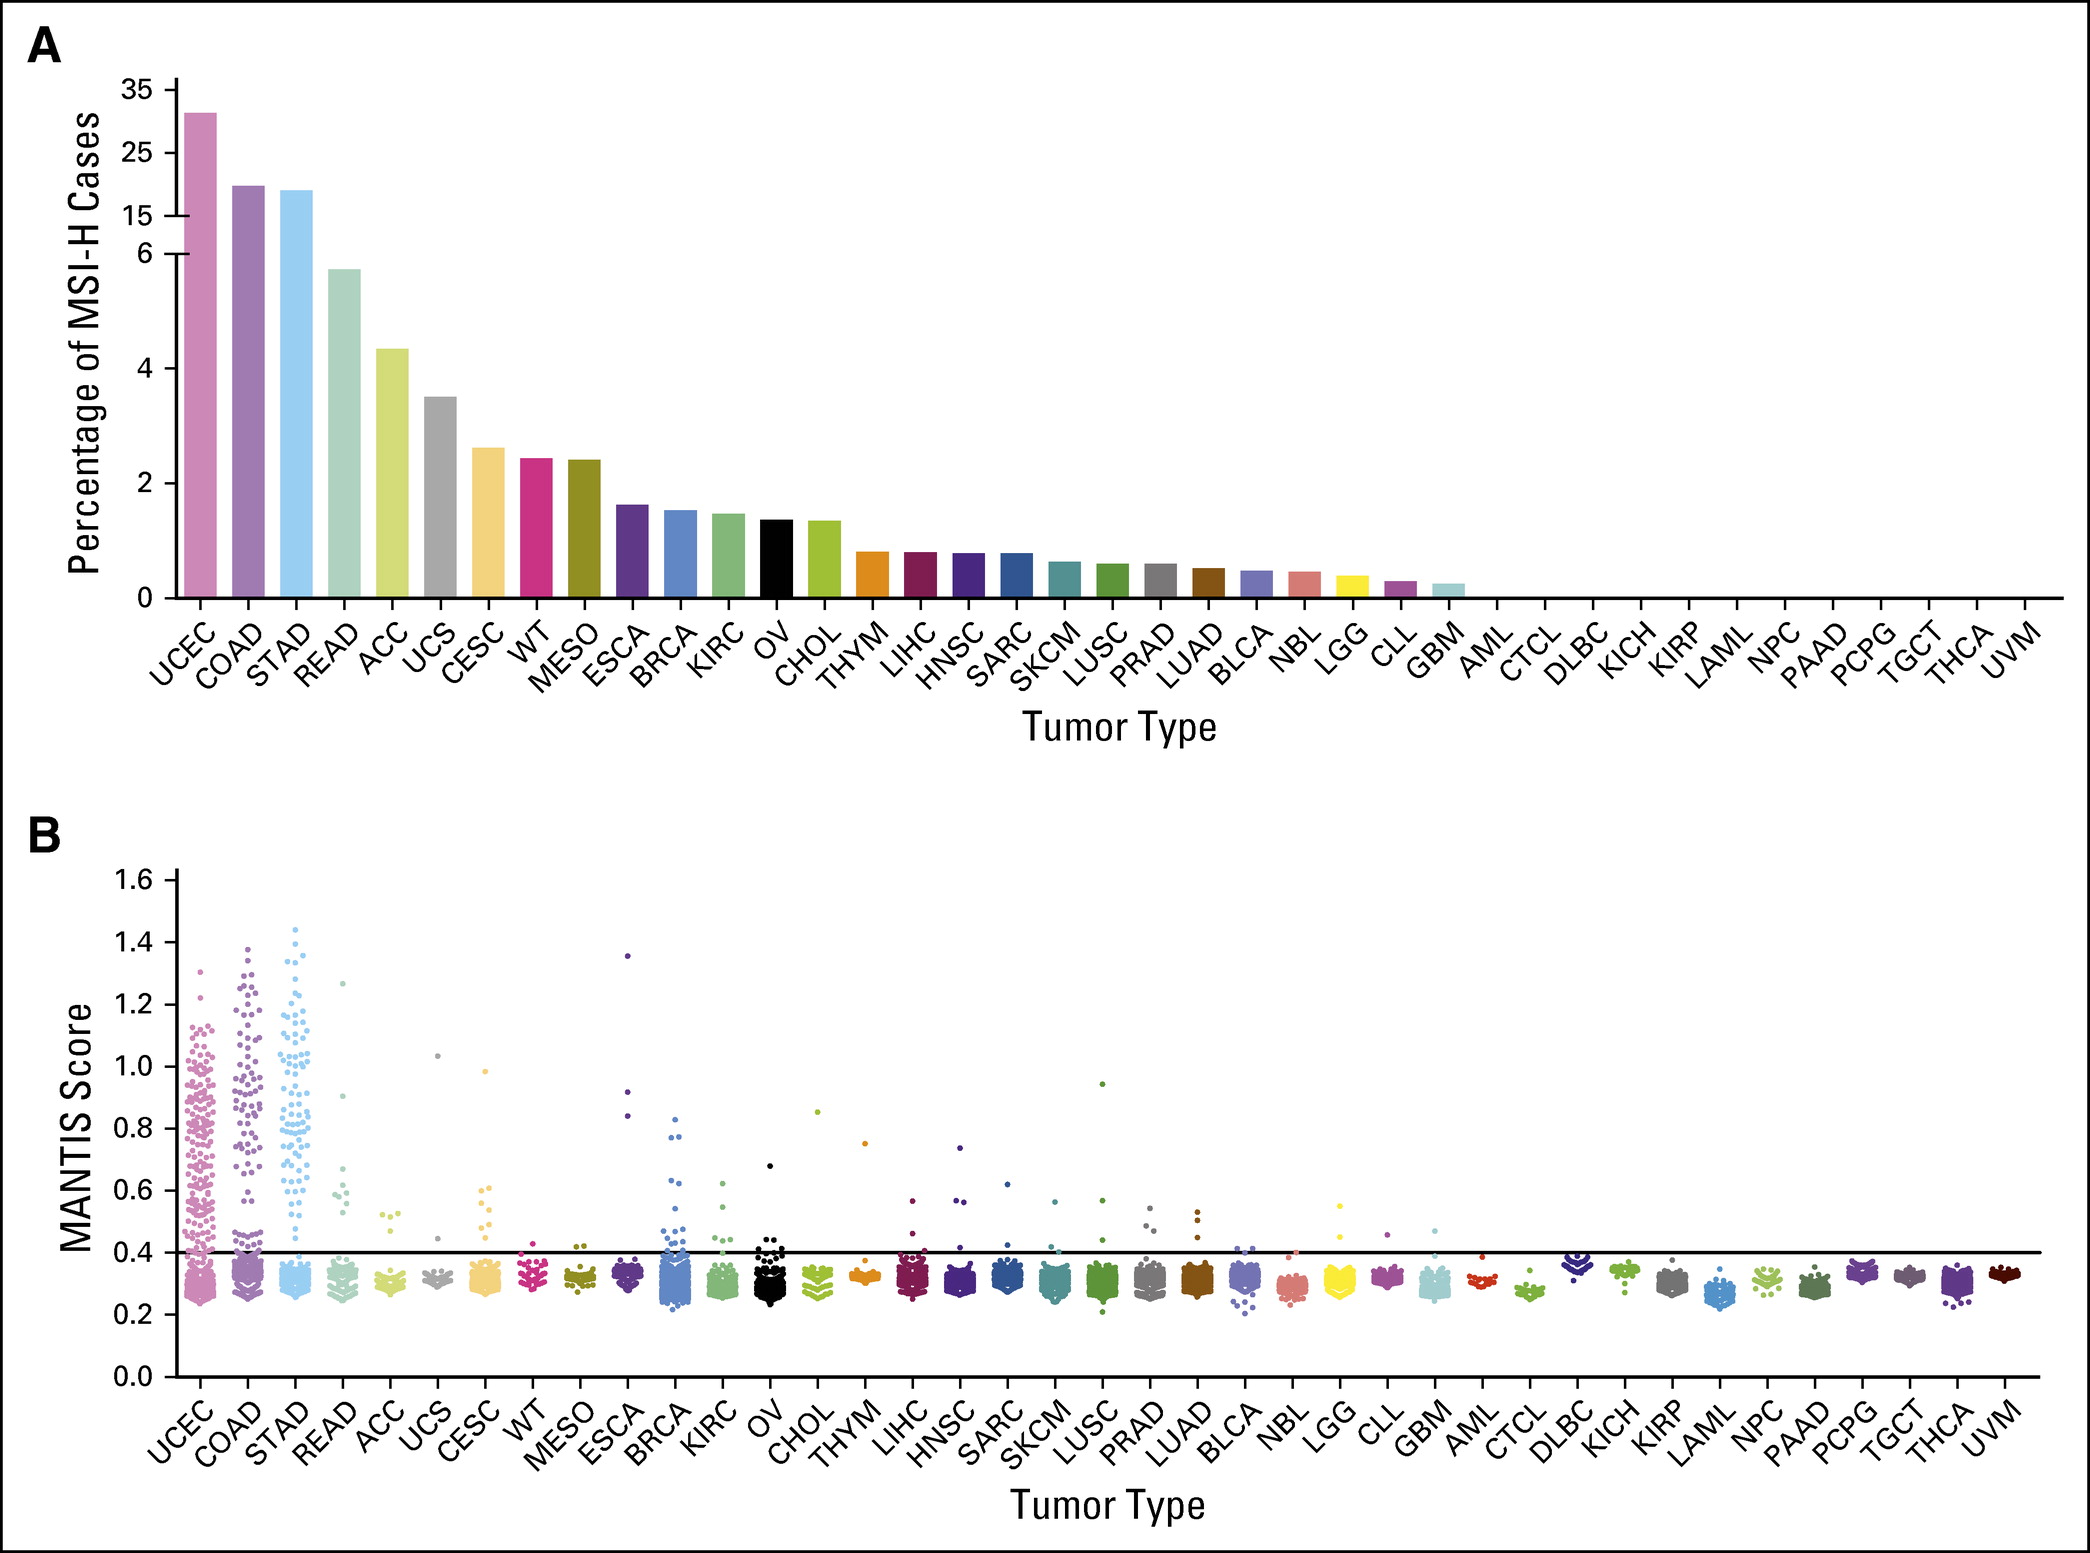 A
35
25
15
6
4
2
0
Percentage of MSI-H Cases
UCEC COAD STAD READ ACC UCS CESC WT MESO ESCA BRCA KIRC OV CHOL THYM LIHC HNSC SARC SKCM LUSC PRAD LUAD BLCA NBL LGG CLL GBM AML CTCL DLBC KICH KIRP LAML NPC PAAD PCPG TGCT THCA UVM
Tumor Type
B
1.6
1.4
1.2
1.0
0.8
0.6
0.4
0.2
0.0
MANTIS Score
UCEC COAD STAD READ ACC UCS CESC WT MESO ESCA BRCA KIRC OV CHOL THYM LIHC HNSC SARC SKCM LUSC PRAD LUAD BLCA NBL LGG CLL GBM AML CTCL DLBC KICH KIRP LAML NPC PAAD PCPG TGCT THCA UVM
Tumor Type